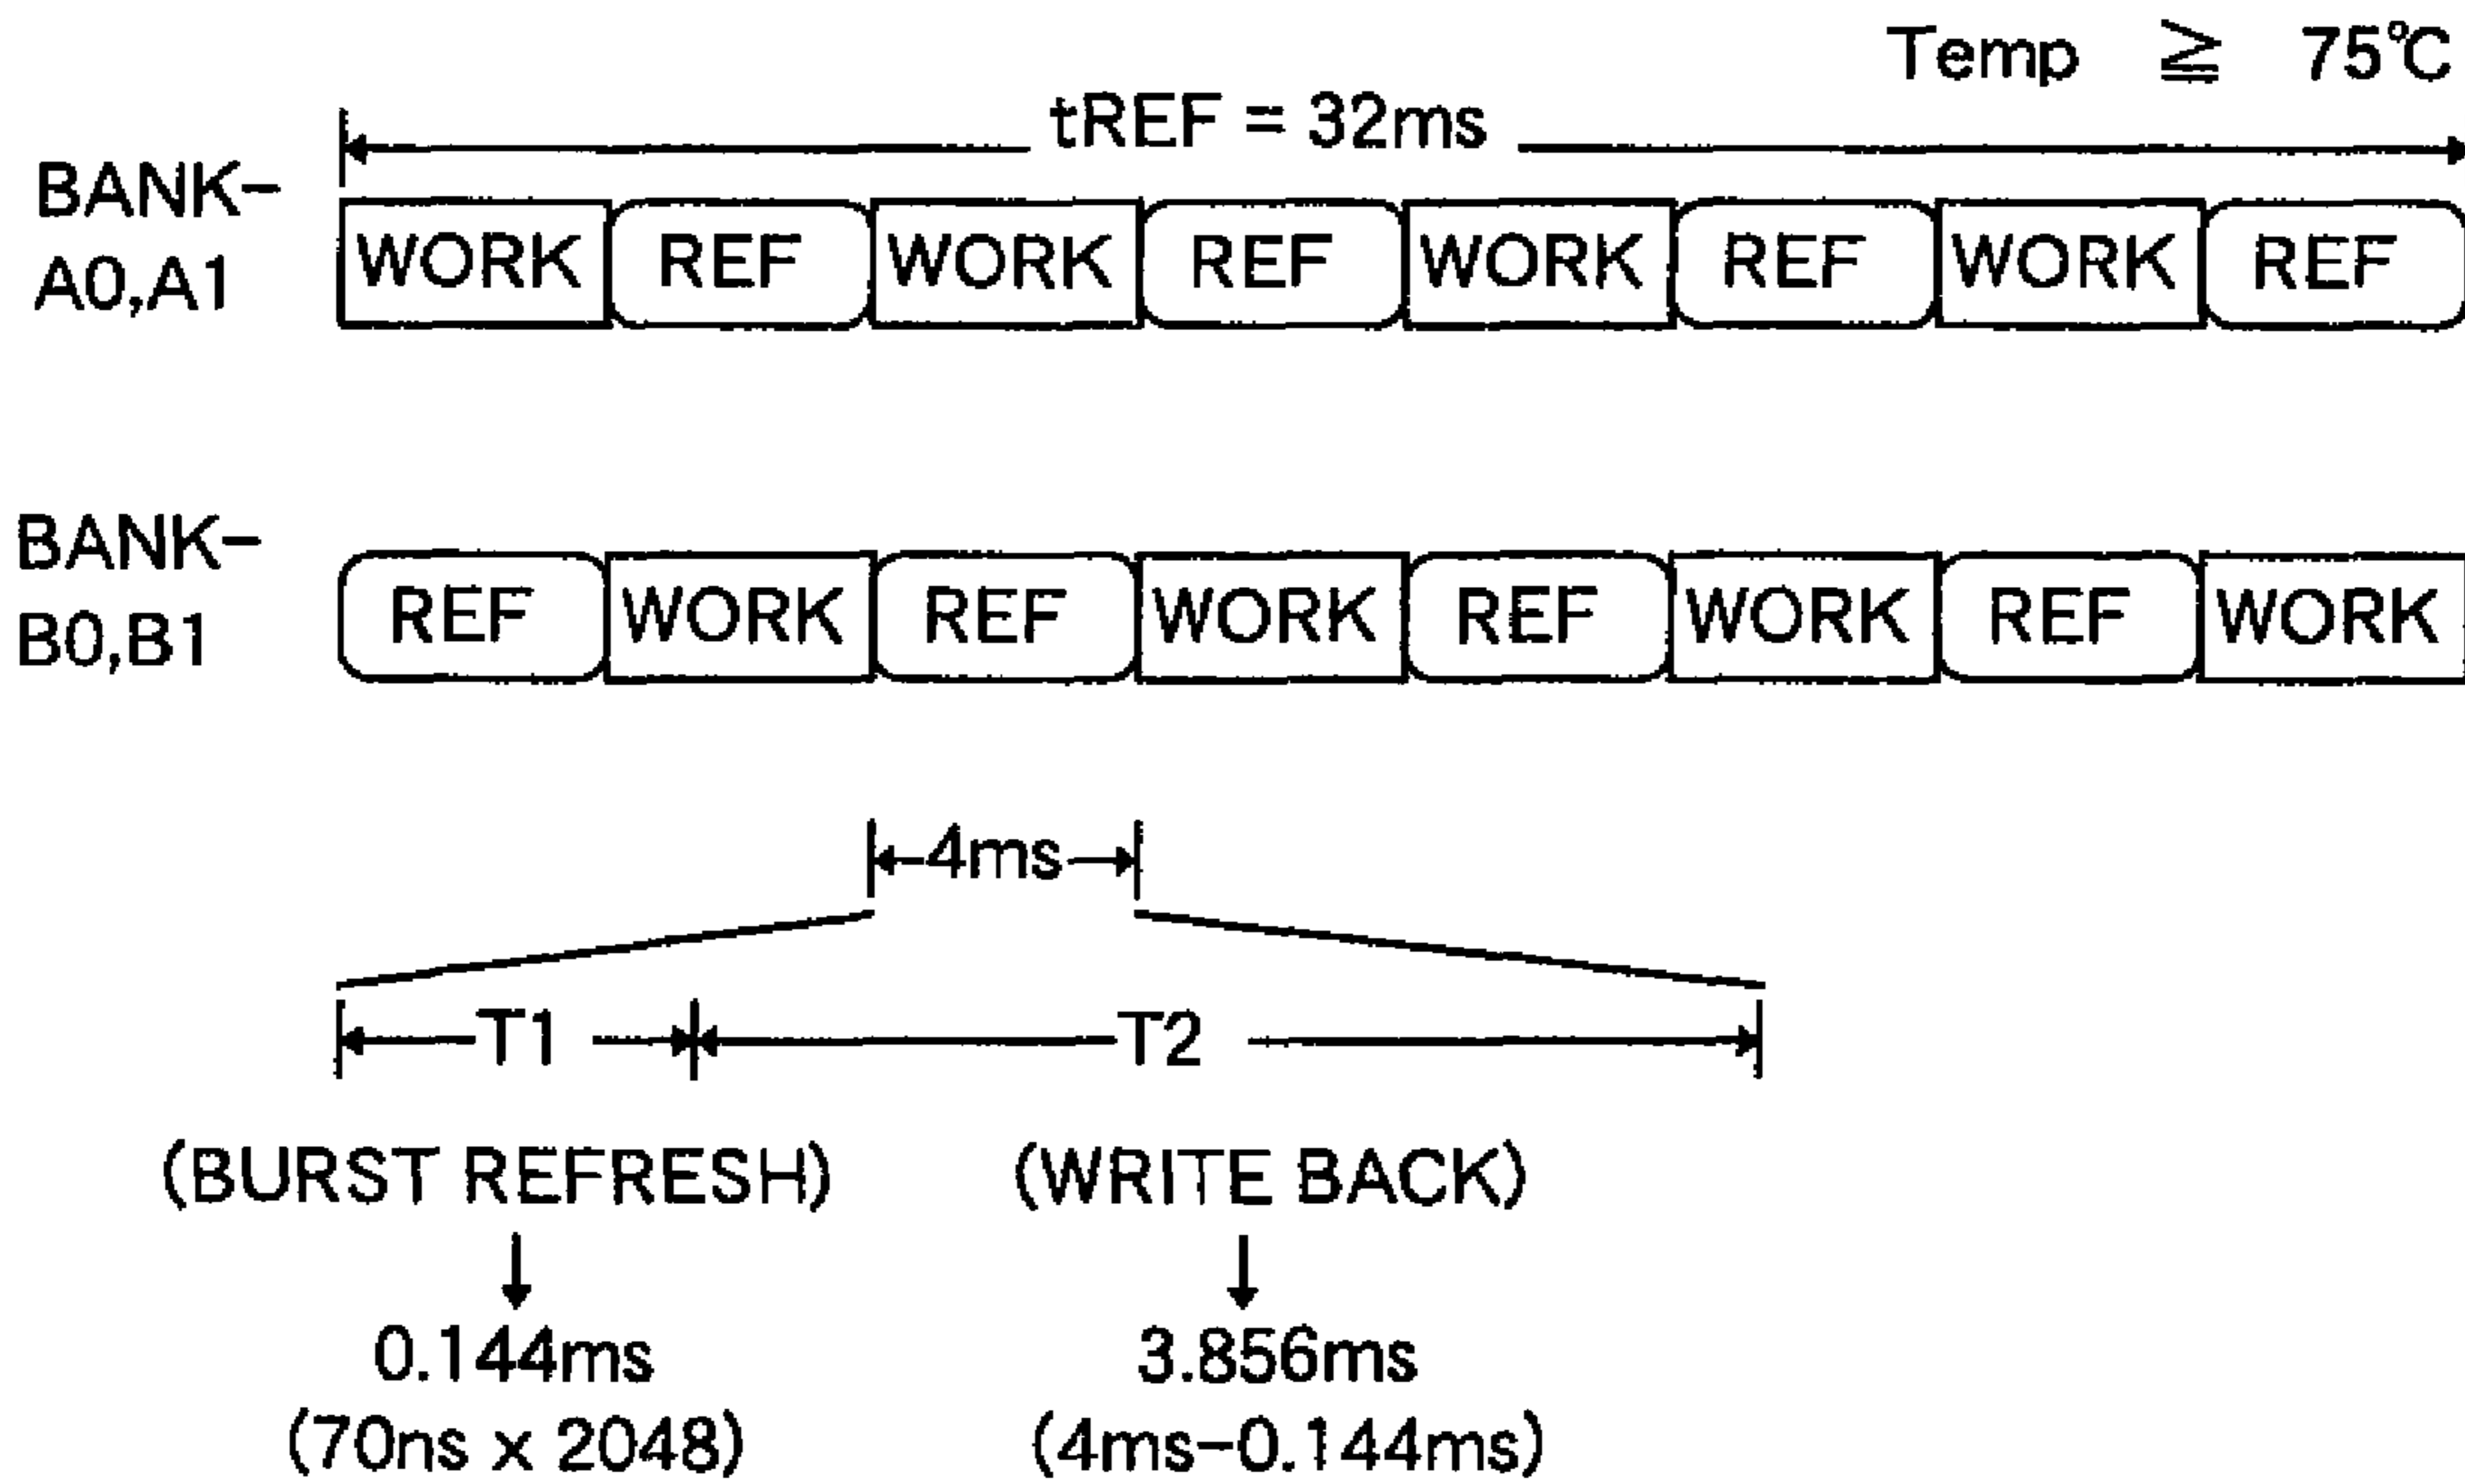 Temp ≧ 75℃
tREF = 32ms
BANK-
A0,A1
WORK REF WORK REF WORK REF WORK REF
BANK-
B0,B1
REF WORK REF WORK REF WORK REF WORK
4ms
T1 T2
(BURST REFRESH) (WRITE BACK)
0.144ms 3.856ms
(70ns x 2048) (4ms-0.144ms)